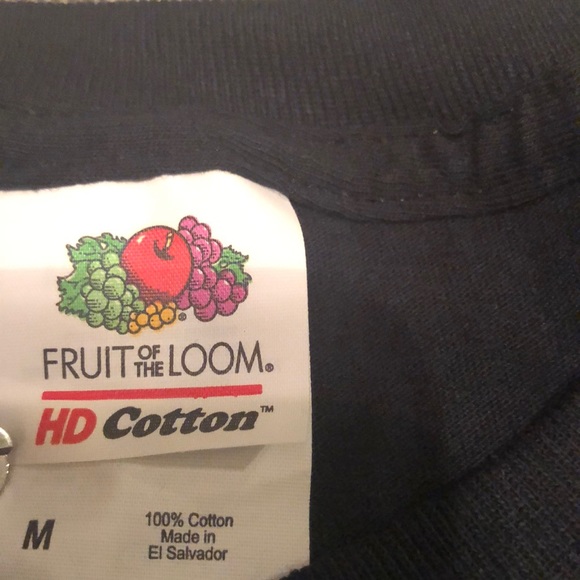 ®
FRUIT OF THE LOOM®
HD Cotton™
M
100% Cotton
Made in
El Salvador